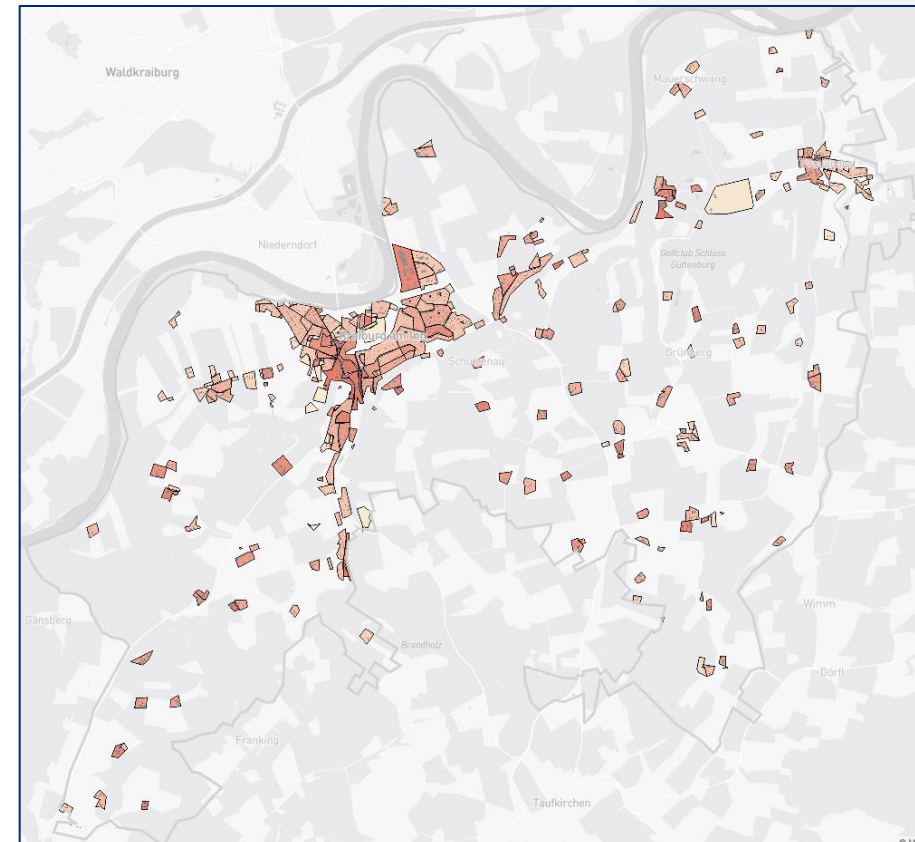 Waldkraiburg
Mauerschwang
Niederndorf
Golfclub Schloss
Guttenburg
Grünberg
Gänsberg
Brandholz
Wimm
Dörfl
Franking
Taufkirchen